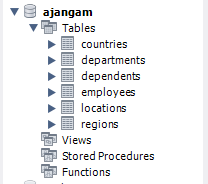 ajangam
Tables
countries
departments
dependents
employees
locations
regions
Views
Stored Procedures
Functions